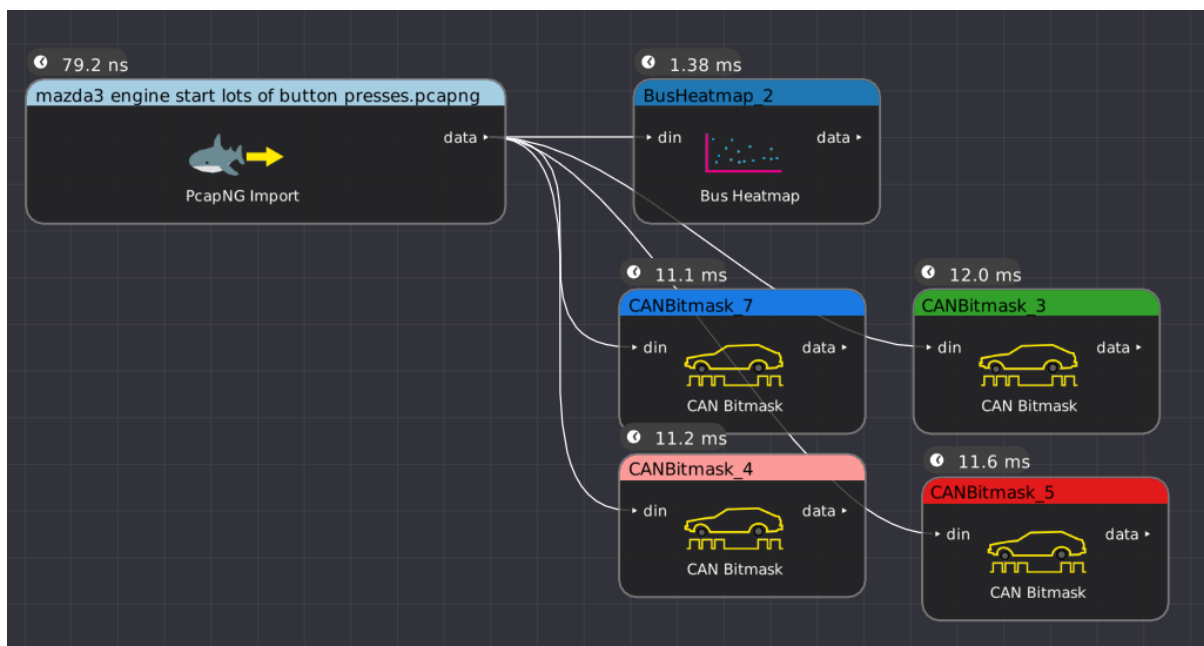 79.2 ns
mazda3 engine start lots of button presses.pcapng
data
PcapNG Import
1.38 ms
BusHeatmap_2
din data
Bus Heatmap
11.1 ms
CANBitmask_7
din data
CAN Bitmask
12.0 ms
CANBitmask_3
din data
CAN Bitmask
11.2 ms
CANBitmask_4
din data
CAN Bitmask
11.6 ms
CANBitmask_5
din data
CAN Bitmask